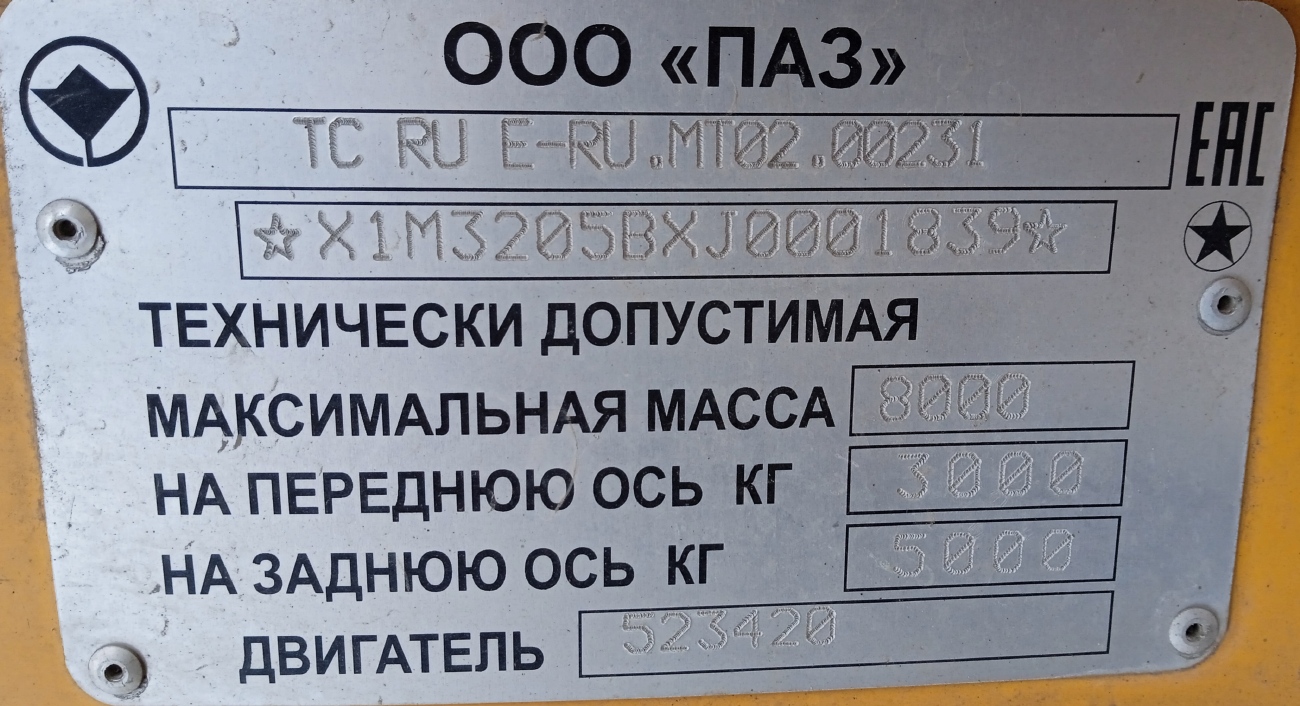 ООО «ПАЗ»
ТС RU E-RU.MT02.00231
EAC
☆X1M3205BXJ0001839☆
ТЕХНИЧЕСКИ ДОПУСТИМАЯ
МАКСИМАЛЬНАЯ МАССА 8000
НА ПЕРЕДНЮЮ ОСЬ КГ 3000
НА ЗАДНЮЮ ОСЬ КГ 5000
ДВИГАТЕЛЬ 523420